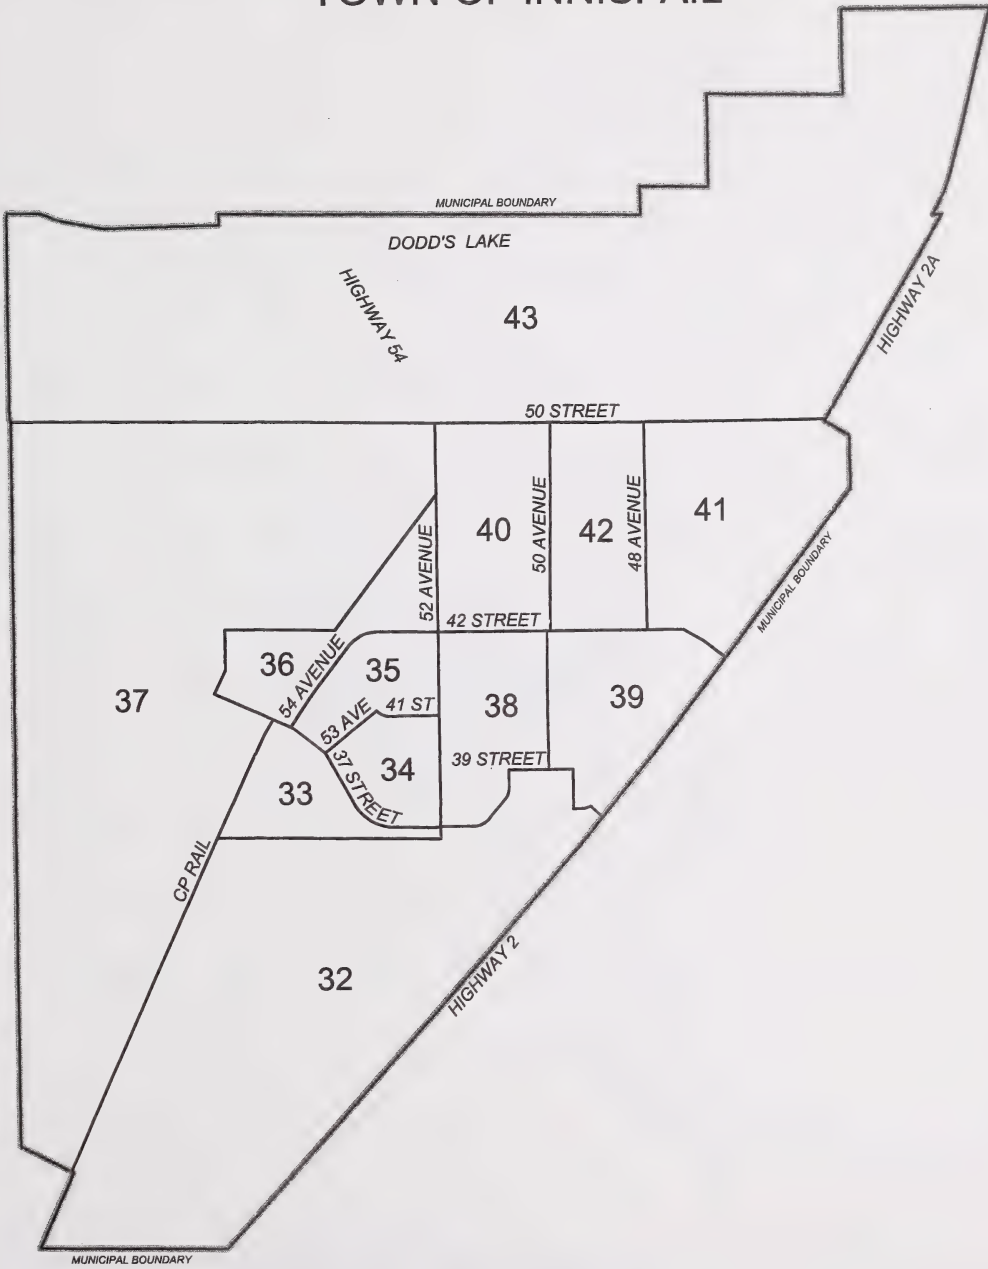 TOWN OF INNISFAIL
MUNICIPAL BOUNDARY
DODD'S LAKE
HIGHWAY 54
43
HIGHWAY 2A
50 STREET
52 AVENUE
40
50 AVENUE
42
48 AVENUE
41
MUNICIPAL BOUNDARY
42 STREET
36
54 AVENUE
35
37
53 AVE
41 ST
38
39
39 STREET
34
37 STREET
33
CP RAIL
32
HIGHWAY 2
MUNICIPAL BOUNDARY